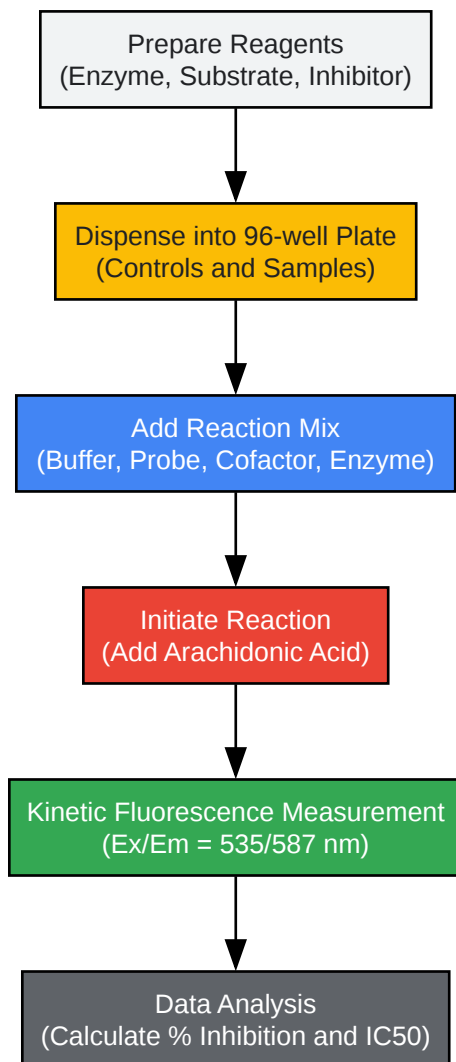 Prepare Reagents
(Enzyme, Substrate, Inhibitor)
Dispense into 96-well Plate
(Controls and Samples)
Add Reaction Mix
(Buffer, Probe, Cofactor, Enzyme)
Initiate Reaction
(Add Arachidonic Acid)
Kinetic Fluorescence Measurement
(Ex/Em = 535/587 nm)
Data Analysis
(Calculate % Inhibition and IC50)